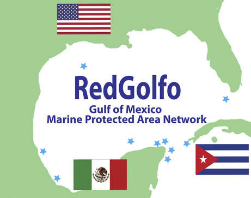 RedGolfo
Gulf of Mexico
Marine Protected Area Network